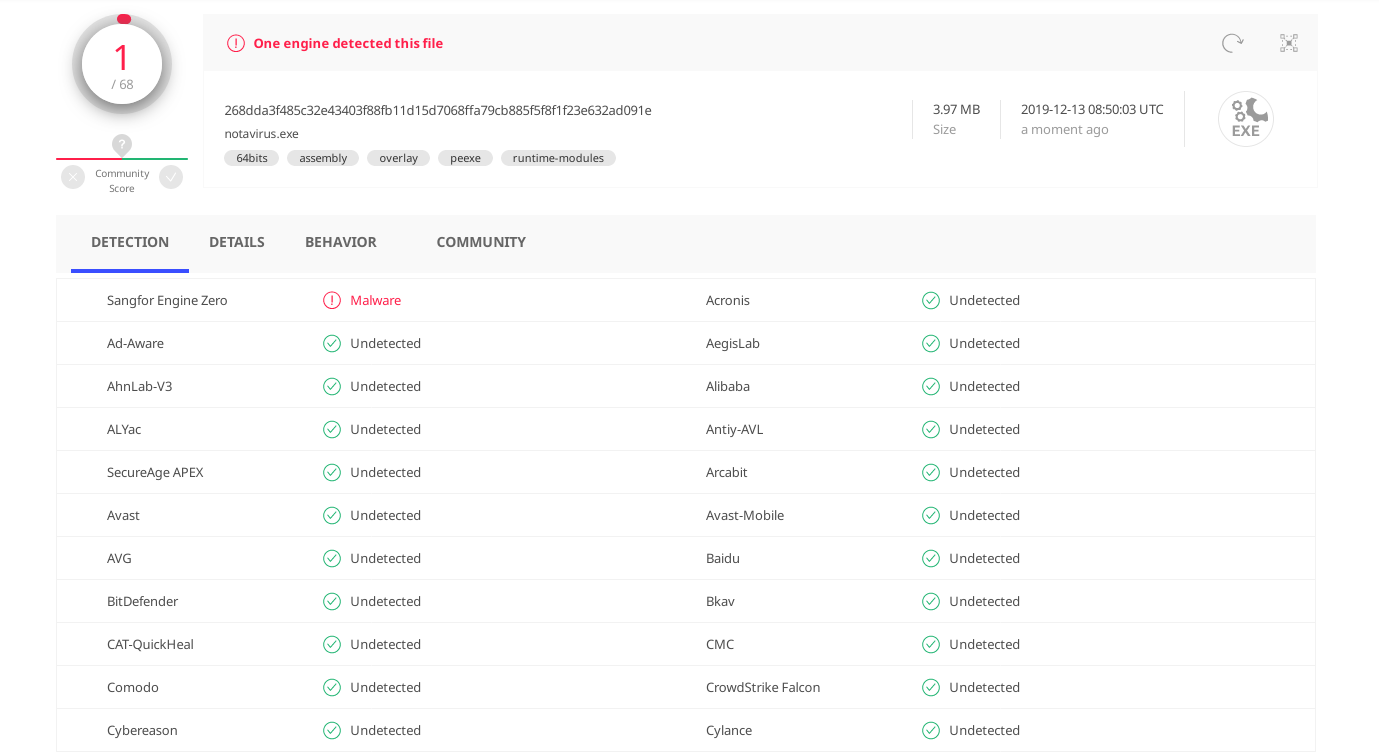 1
/ 68
?
Community
Score
One engine detected this file
268dda3f485c32e43403f88fb11d15d7068ffa79cb885f5f8f1f23e632ad091e
notavirus.exe
64bits assembly overlay peexe runtime-modules
3.97 MB
Size
2019-12-13 08:50:03 UTC
a moment ago
EXE
DETECTION DETAILS BEHAVIOR COMMUNITY
Sangfor Engine Zero Malware Acronis Undetected
Ad-Aware Undetected AegisLab Undetected
AhnLab-V3 Undetected Alibaba Undetected
ALYac Undetected Antiy-AVL Undetected
SecureAge APEX Undetected Arcabit Undetected
Avast Undetected Avast-Mobile Undetected
AVG Undetected Baidu Undetected
BitDefender Undetected Bkav Undetected
CAT-QuickHeal Undetected CMC Undetected
Comodo Undetected CrowdStrike Falcon Undetected
Cybereason Undetected Cylance Undetected